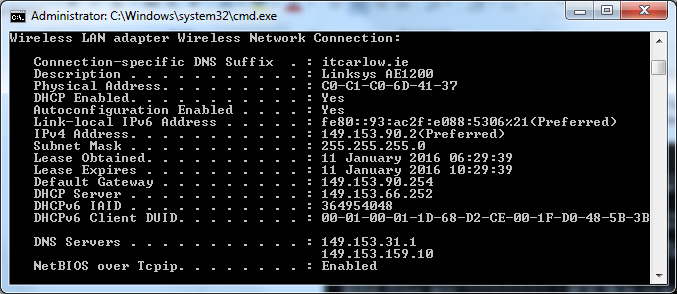 Administrator: C:\Windows\system32\cmd.exe
Wireless LAN adapter Wireless Network Connection:
Connection-specific DNS Suffix  . : itcarlow.ie
Description . . . . . . . . . . . : Linksys AE1200
Physical Address. . . . . . . . . : C0-C1-C0-6D-41-37
DHCP Enabled. . . . . . . . . . . : Yes
Autoconfiguration Enabled . . . . : Yes
Link-local IPv6 Address . . . . . : fe80::93:ac2f:e088:5306%21(Preferred)
IPv4 Address. . . . . . . . . . . : 149.153.90.2(Preferred)
Subnet Mask . . . . . . . . . . . : 255.255.255.0
Lease Obtained. . . . . . . . . . : 11 January 2016 06:29:39
Lease Expires . . . . . . . . . . : 11 January 2016 10:29:39
Default Gateway . . . . . . . . . : 149.153.90.254
DHCP Server . . . . . . . . . . . : 149.153.66.252
DHCPv6 IAID . . . . . . . . . . . : 364954048
DHCPv6 Client DUID. . . . . . . . : 00-01-00-01-1D-68-D2-CE-00-1F-D0-48-5B-3B
DNS Servers . . . . . . . . . . . : 149.153.31.1
149.153.159.10
NetBIOS over Tcpip. . . . . . . . : Enabled